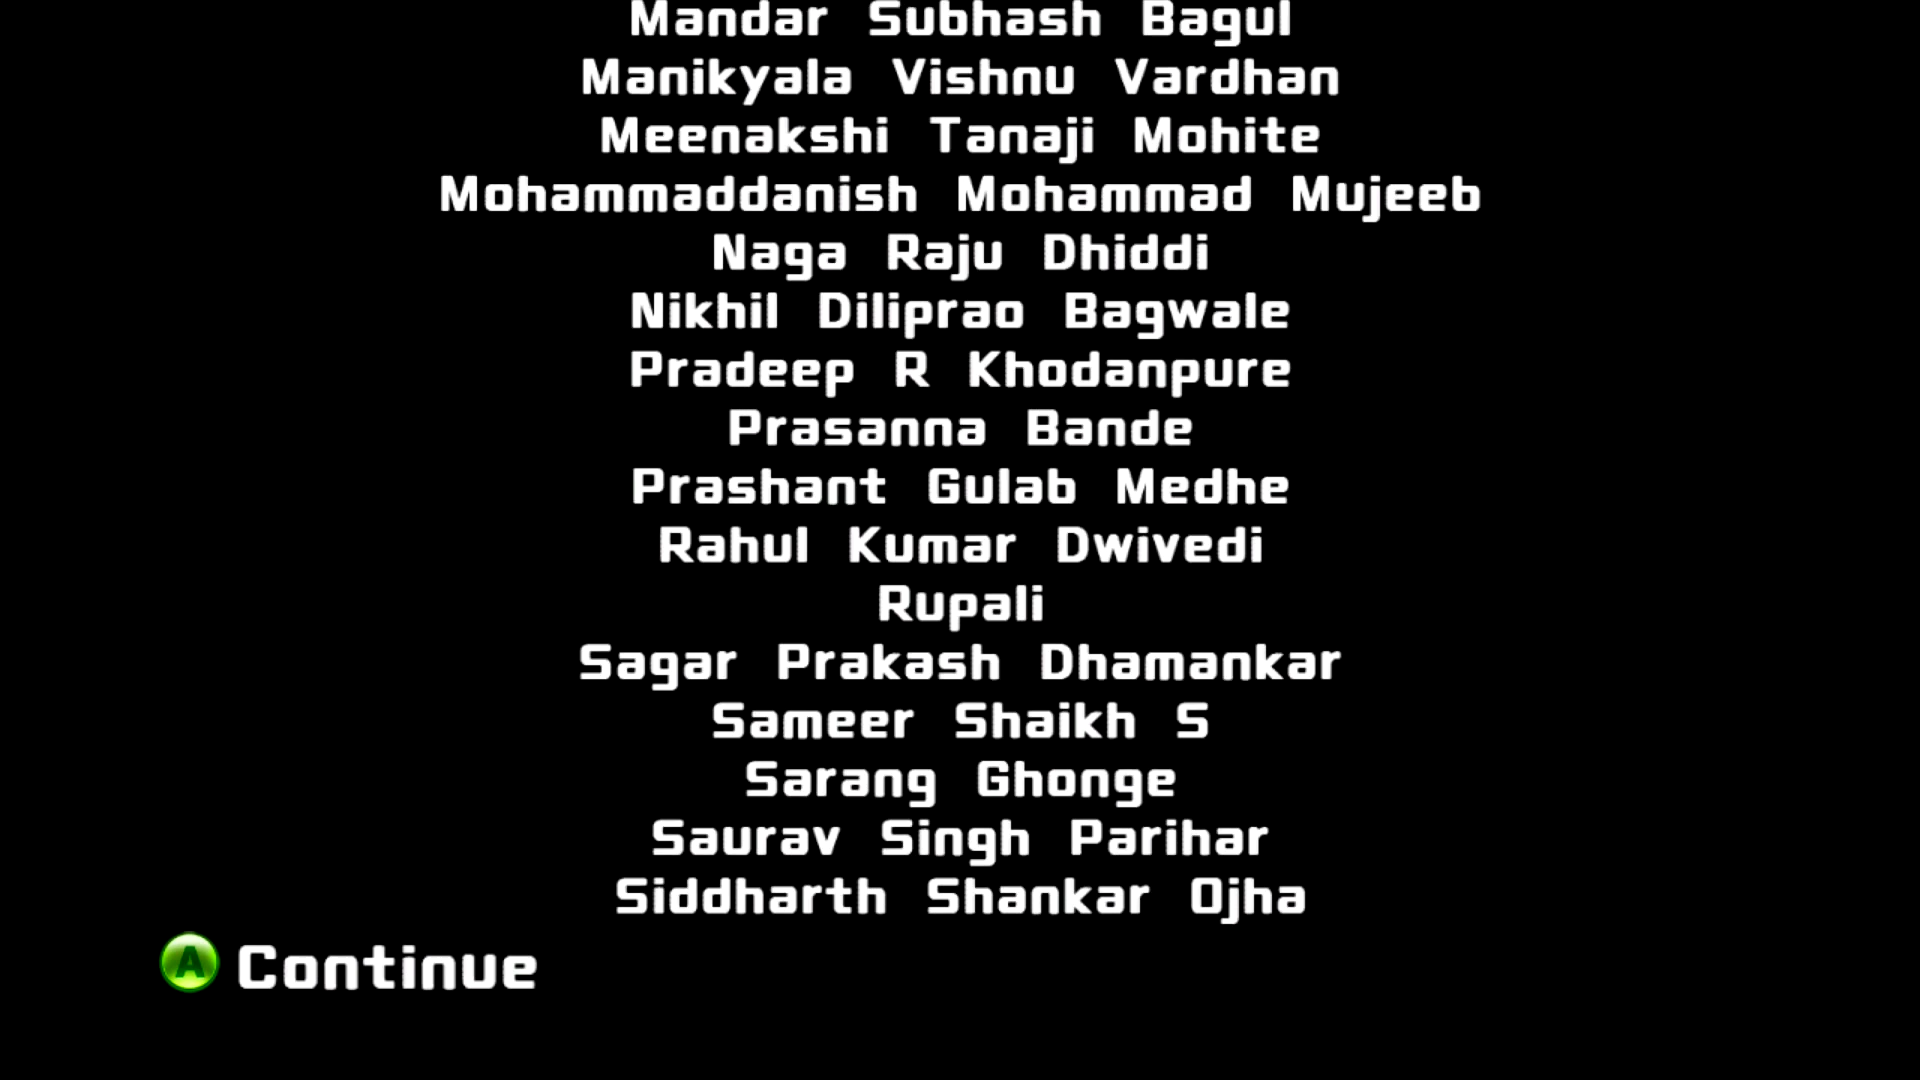 Mandar Subhash Bagul
Manikyala Vishnu Vardhan
Meenakshi Tanaji Mohite
Mohammaddanish Mohammad Mujeeb
Naga Raju Dhiddi
Nikhil Diliprao Bagwale
Pradeep R Khodanpure
Prasanna Bande
Prashant Gulab Medhe
Rahul Kumar Dwivedi
Rupali
Sagar Prakash Dhamankar
Sameer Shaikh S
Sarang Ghonge
Saurav Singh Parihar
Siddharth Shankar Ojha
A Continue